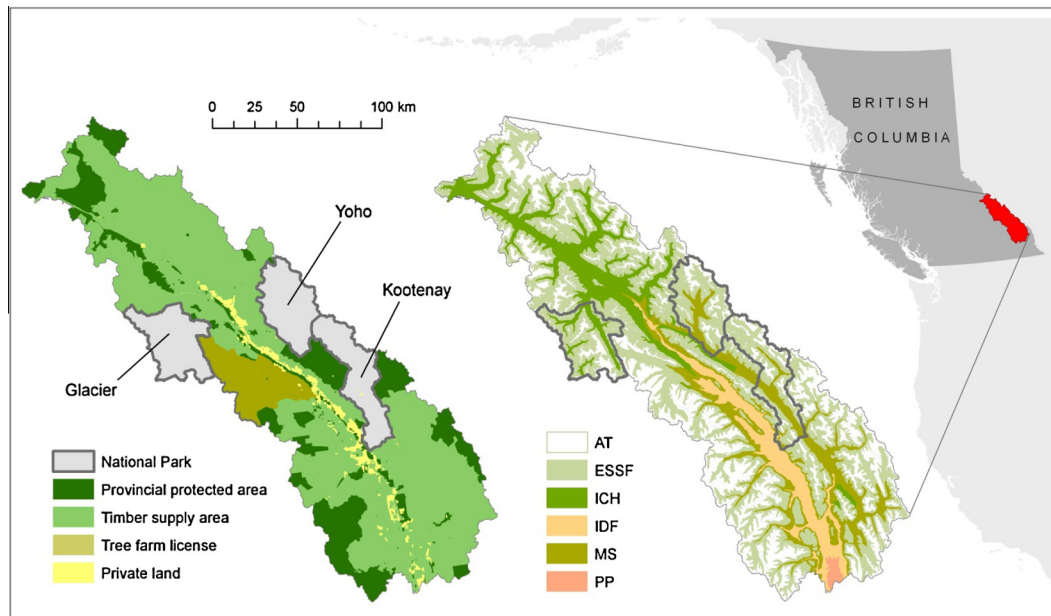 0 25 50 100 km
BRITISH
COLUMBIA
Yoho
Kootenay
Glacier
National Park
Provincial protected area
Timber supply area
Tree farm license
Private land
AT
ESSF
ICH
IDF
MS
PP